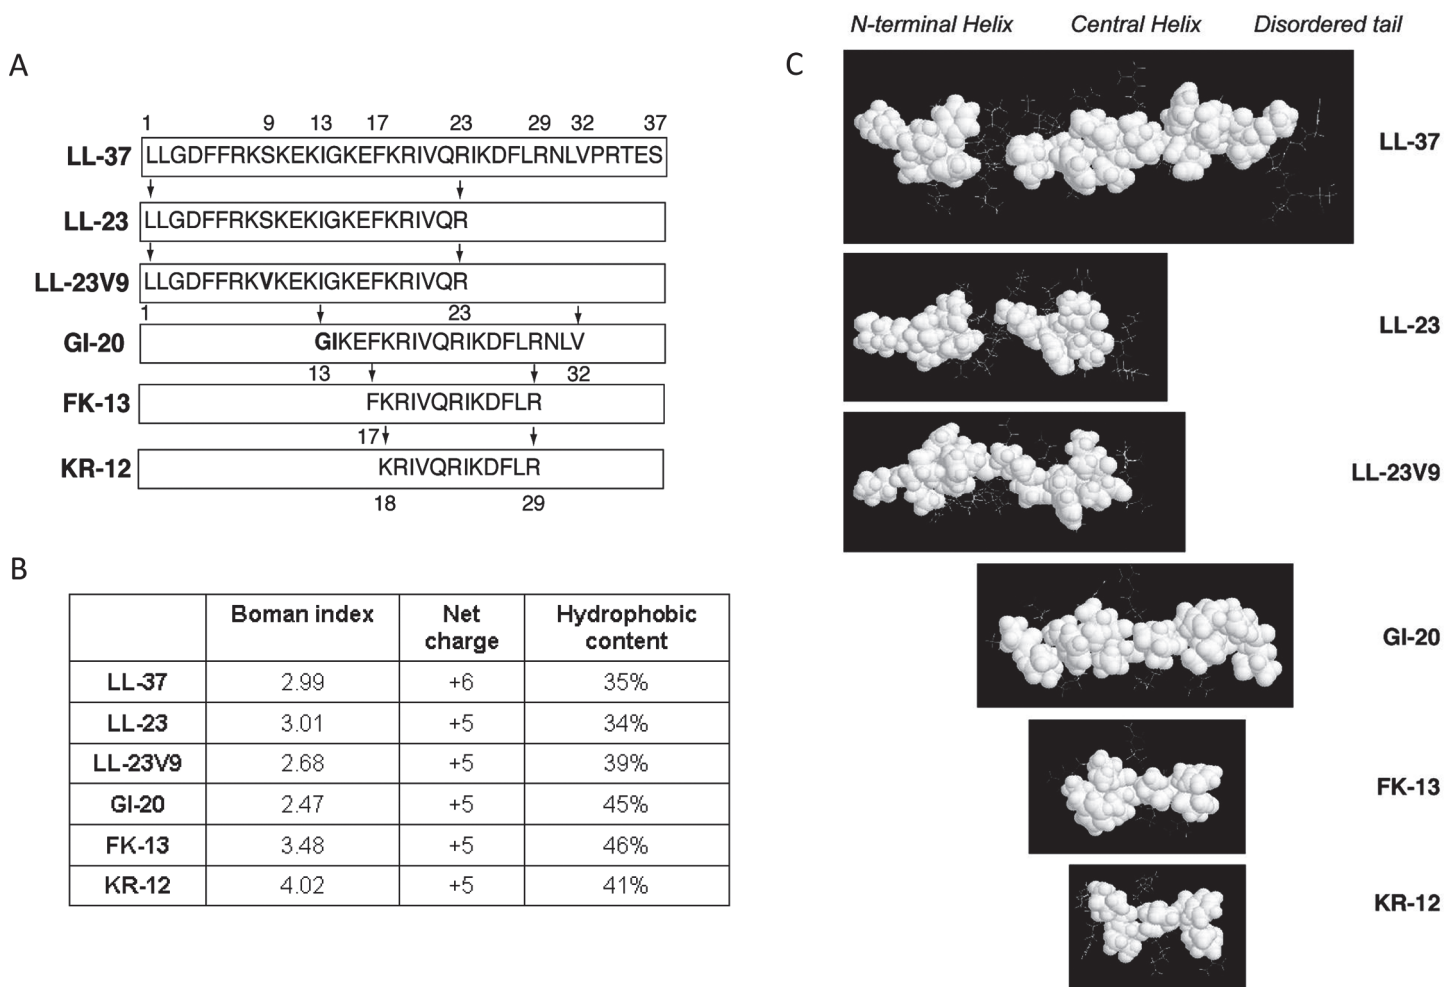 A
1 9 13 17 23 29 32 37
LL-37 LLGDFFRKSKEKIGKEFKRIVQRIKDFLRNLVPRTES
LL-23 LLGDFFRKSKEKIGKEFKRIVQR
LL-23V9 LLGDFFRKVKEKIGKEFKRIVQR
1 23
GI-20 GIKEFKRIVQRIKDFLRNLV
13 32
FK-13 FKRIVQRIKDFLR
17
KR-12 KRIVQRIKDFLR
18 29
B
Boman index Net charge Hydrophobic content
LL-37 2.99 +6 35%
LL-23 3.01 +5 34%
LL-23V9 2.68 +5 39%
GI-20 2.47 +5 45%
FK-13 3.48 +5 46%
KR-12 4.02 +5 41%
C
N-terminal Helix Central Helix Disordered tail
LL-37
LL-23
LL-23V9
GI-20
FK-13
KR-12